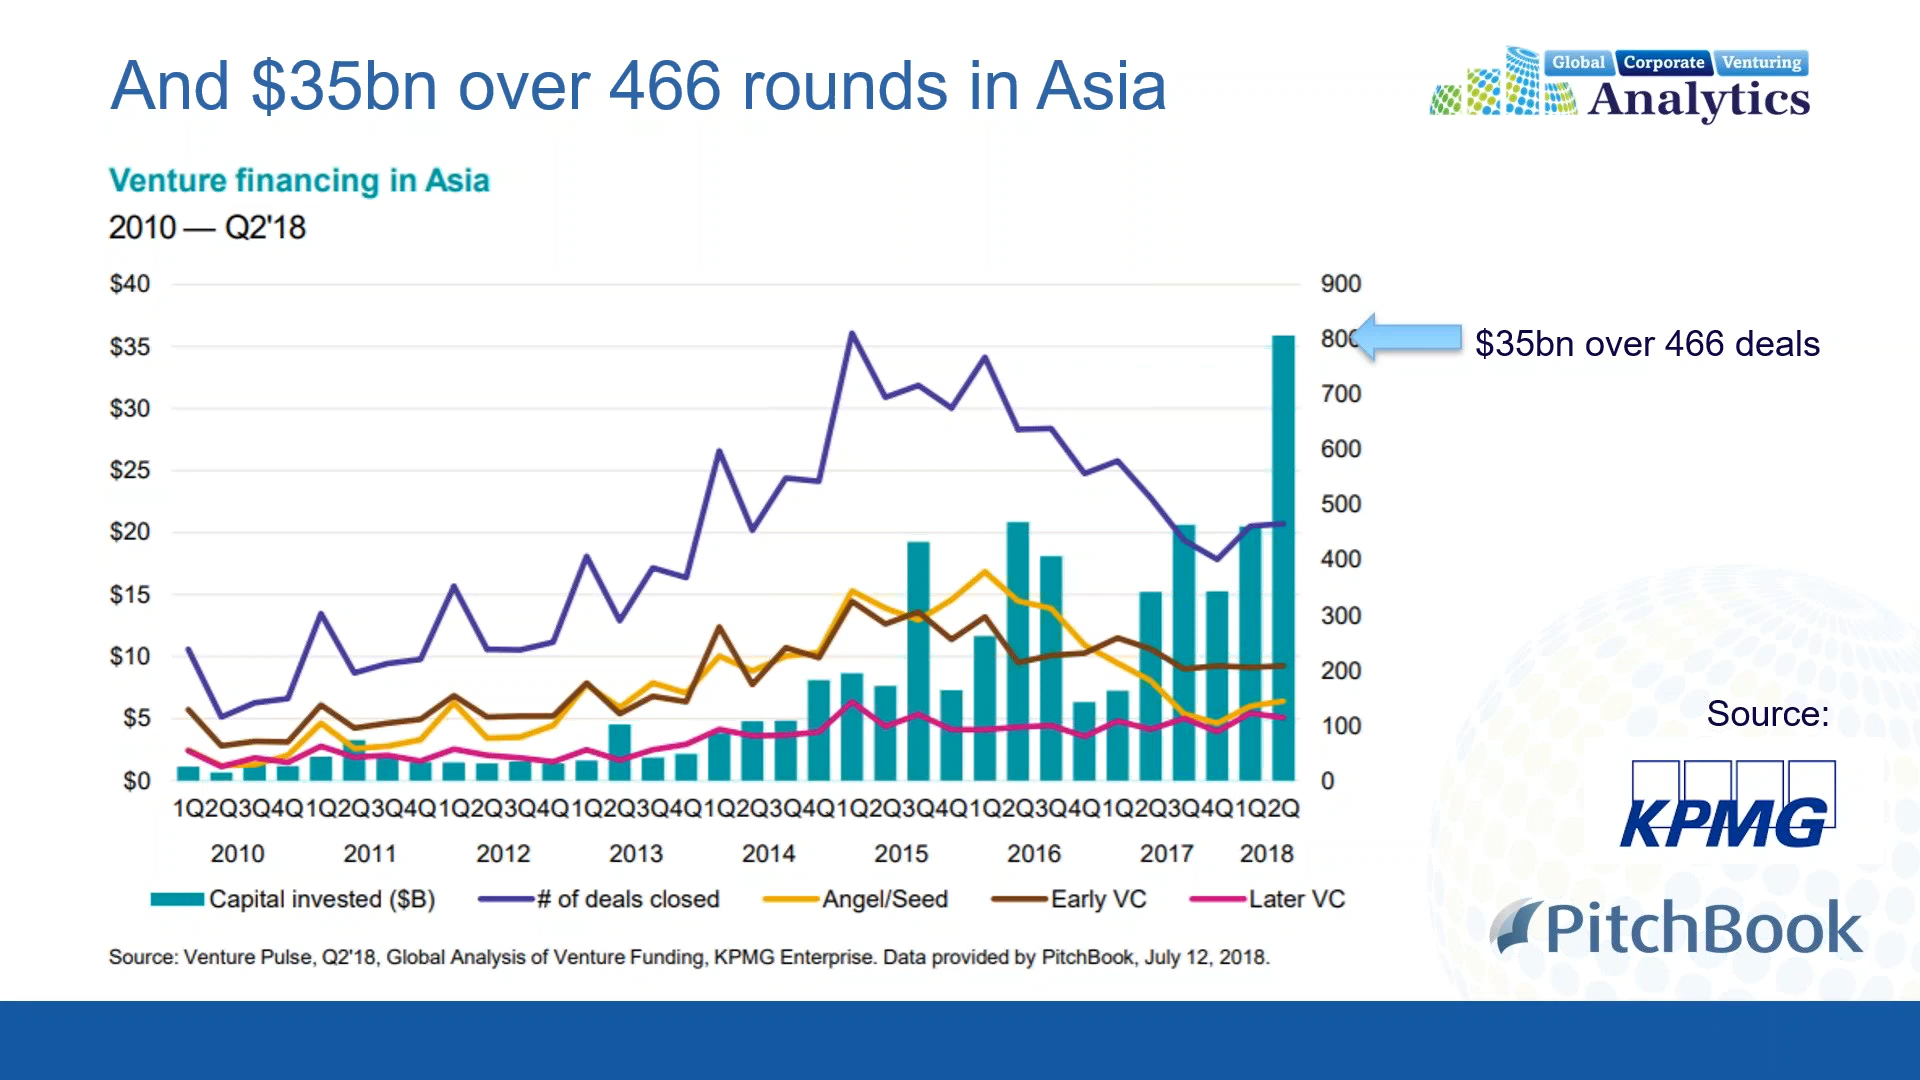 And $35bn over 466 rounds in Asia
Global Corporate Venturing
Analytics
Venture financing in Asia
2010 — Q2'18
$40
$35
$30
$25
$20
$15
$10
$5
$0
900
800
700
600
500
400
300
200
100
0
$35bn over 466 deals
1Q2Q3Q4Q1Q2Q3Q4Q1Q2Q3Q4Q1Q2Q3Q4Q1Q2Q3Q4Q1Q2Q3Q4Q1Q2Q3Q4Q1Q2Q3Q4Q1Q2Q
2010 2011 2012 2013 2014 2015 2016 2017 2018
Capital invested ($B) # of deals closed Angel/Seed Early VC Later VC
Source: Venture Pulse, Q2'18, Global Analysis of Venture Funding, KPMG Enterprise. Data provided by PitchBook, July 12, 2018.
Source:
KPMG
PitchBook